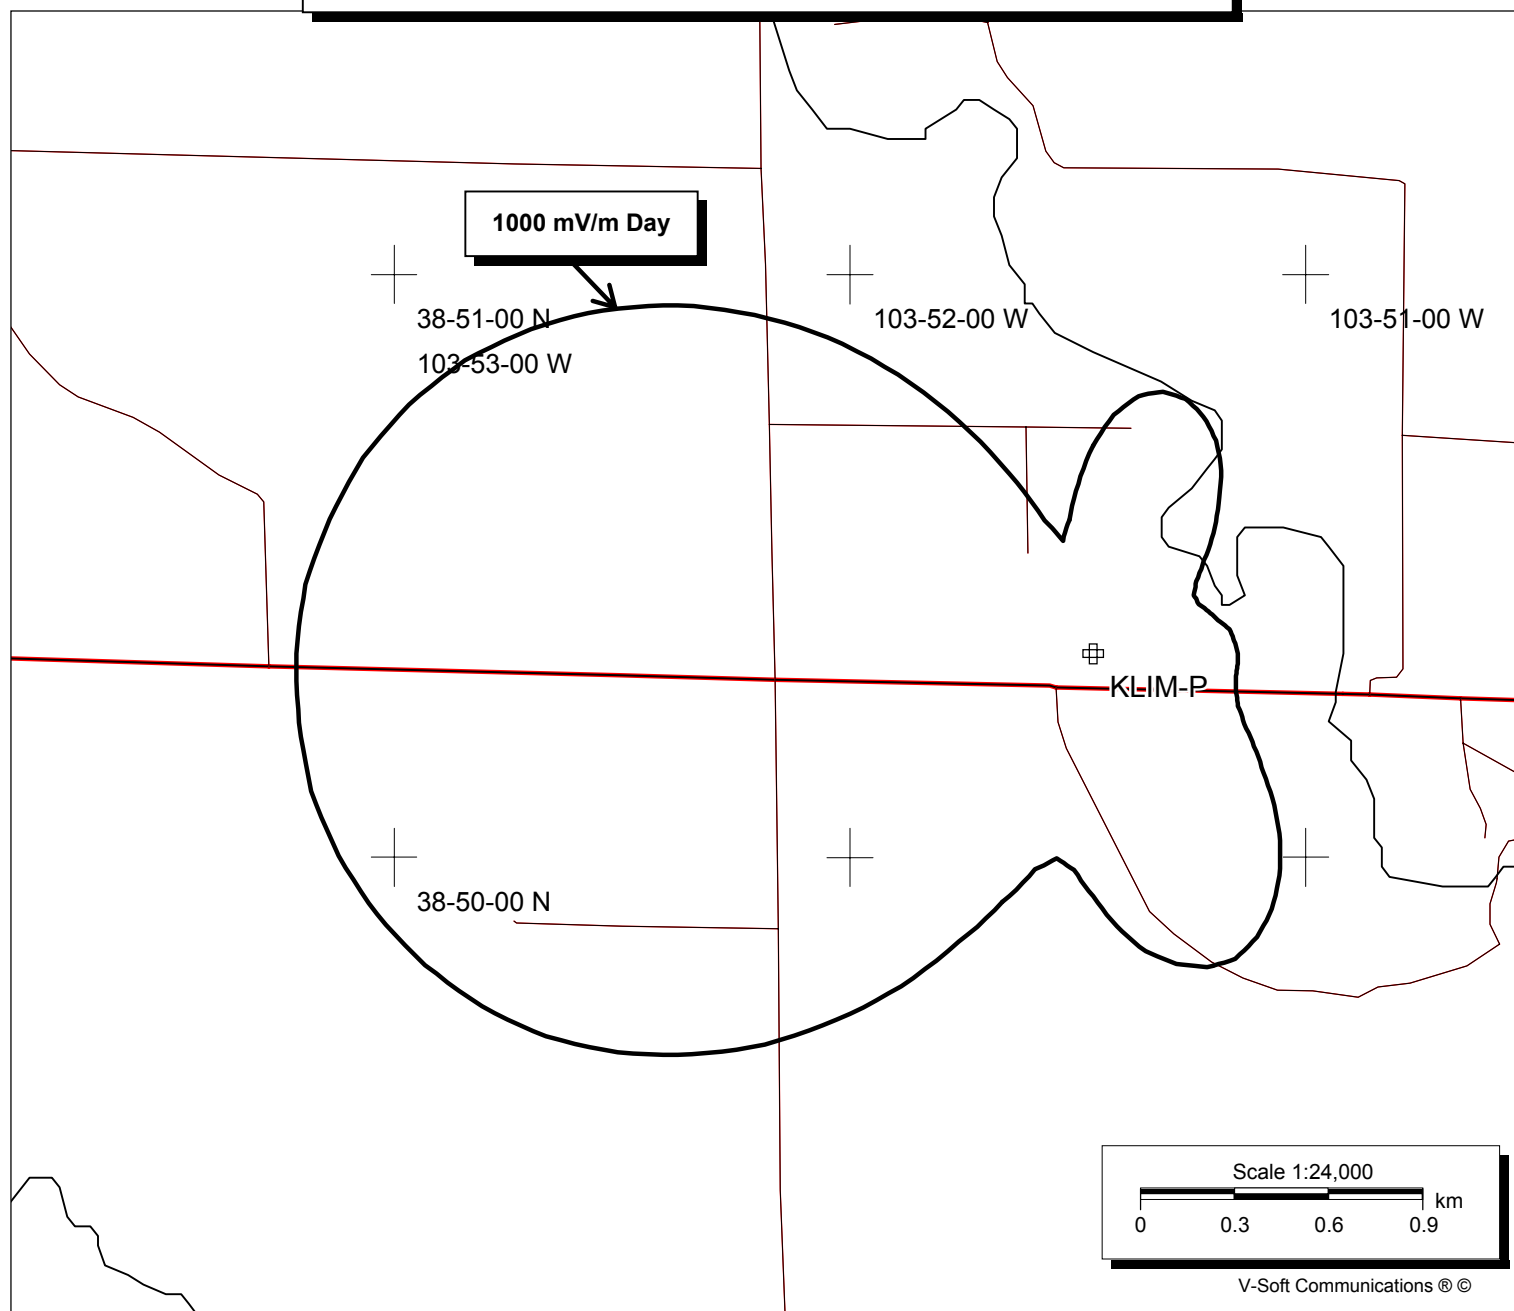 1000 mV/m Day
38-51-00 N
103-53-00 W
103-52-00 W
103-51-00 W
KLIM-P
38-50-00 N
Scale 1:24,000
km
0 0.3 0.6 0.9
V-Soft Communications ® ©